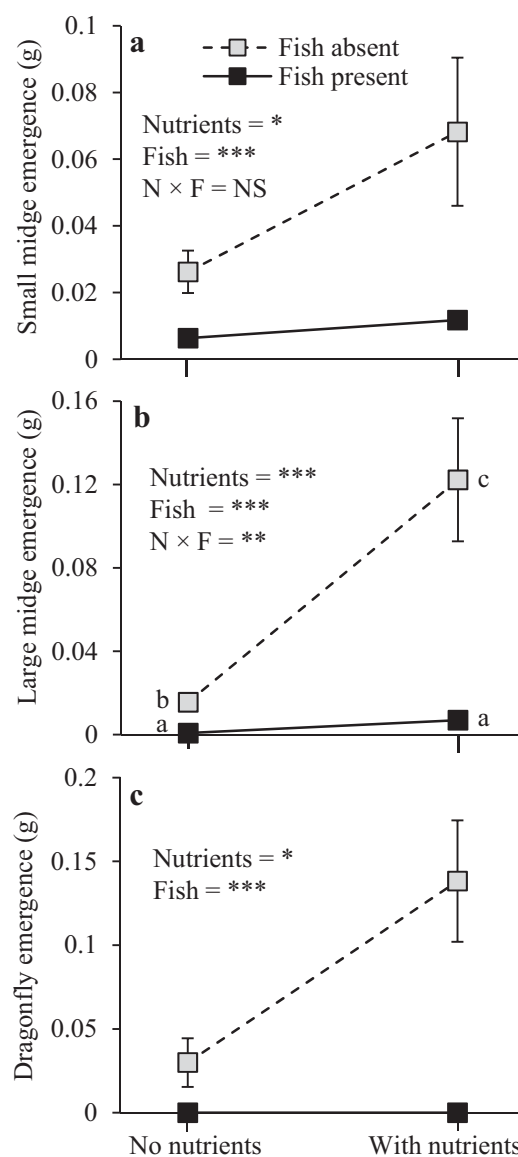 a
Fish absent
Fish present
Nutrients = *
Fish = ***
N × F = NS
Small midge emergence (g)
0.1
0.08
0.06
0.04
0.02
0
b
Nutrients = ***
Fish = ***
N × F = **
Large midge emergence (g)
0.16
0.12
0.08
0.04
0
c
b
a
a
c
Nutrients = *
Fish = ***
Dragonfly emergence (g)
0.2
0.15
0.1
0.05
0
No nutrients
With nutrients